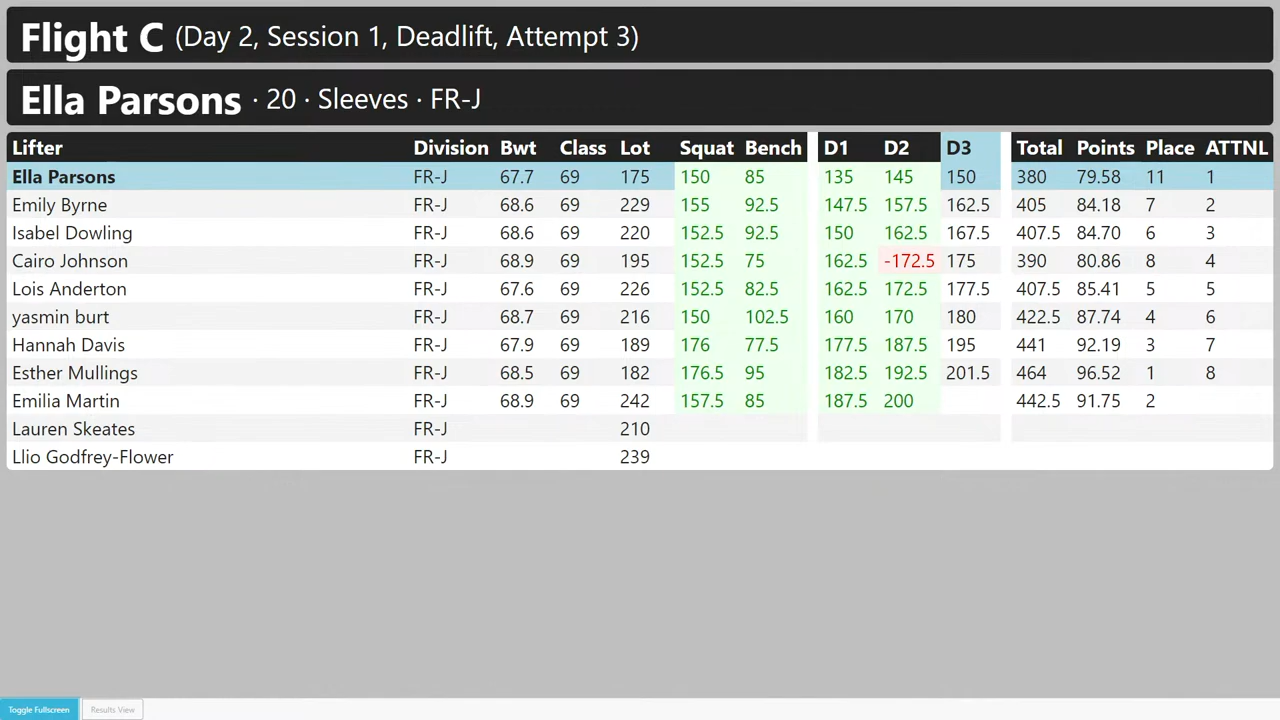 Flight C (Day 2, Session 1, Deadlift, Attempt 3)
Ella Parsons · 20 · Sleeves · FR-J
Lifter Division Bwt Class Lot Squat Bench D1 D2 D3 Total Points Place ATTNL
Ella Parsons FR-J 67.7 69 175 150 85 135 145 150 380 79.58 11 1
Emily Byrne FR-J 68.6 69 229 155 92.5 147.5 157.5 162.5 405 84.18 7 2
Isabel Dowling FR-J 68.6 69 220 152.5 92.5 150 162.5 167.5 407.5 84.70 6 3
Cairo Johnson FR-J 68.9 69 195 152.5 75 162.5 -172.5 175 390 80.86 8 4
Lois Anderton FR-J 67.6 69 226 152.5 82.5 162.5 172.5 177.5 407.5 85.41 5 5
yasmin burt FR-J 68.7 69 216 150 102.5 160 170 180 422.5 87.74 4 6
Hannah Davis FR-J 67.9 69 189 176 77.5 177.5 187.5 195 441 92.19 3 7
Esther Mullings FR-J 68.5 69 182 176.5 95 182.5 192.5 201.5 464 96.52 1 8
Emilia Martin FR-J 68.9 69 242 157.5 85 187.5 200 442.5 91.75 2
Lauren Skeates FR-J 210
Llio Godfrey-Flower FR-J 239
Toggle Fullscreen Results View